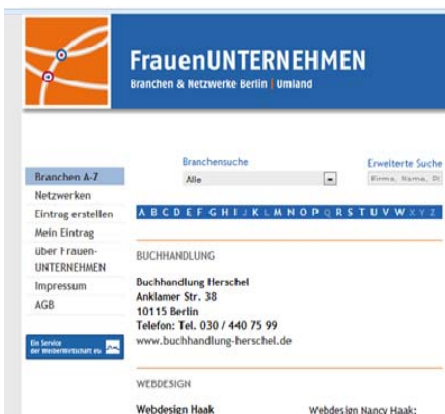 FrauenUNTERNEHMEN
Branchen & Netzwerke Berlin | Umland
Branchen A-Z
Netzwerken
Eintrag erstellen
Mein Eintrag
über Frauen-
UNTERNEHMEN
Impressum
AGB
Ein Service
der WeiberWirtschaft eG
Branchensuche
Alle
Erweiterte Suche
Firma, Name, St
A B C D E F G H I J K L M N O P Q R S T U V W X Y Z
BUCHHANDLUNG
Buchhandlung Herschel
Anklamer Str. 38
10115 Berlin
Telefon: Tel. 030 / 440 75 99
www.buchhandlung-herschel.de
WEBDESIGN
Webdesign Haak
Webdesign Nancy Haak: